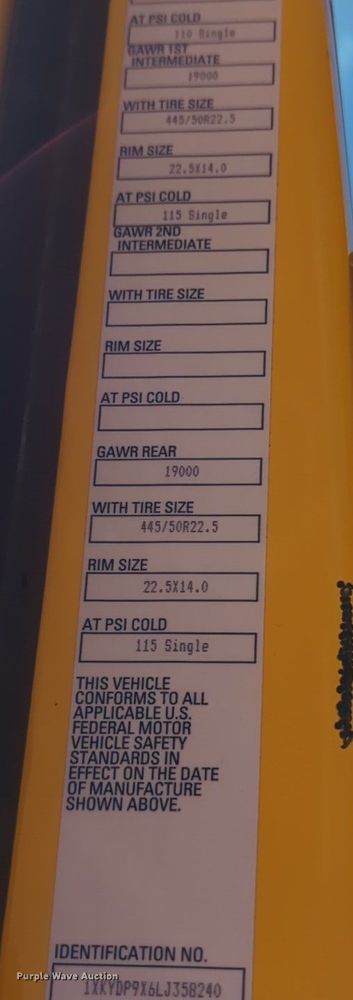 AT PSI COLD
110 Single
GAWR 1ST
INTERMEDIATE
19000
WITH TIRE SIZE
445/50R22.5
RIM SIZE
22.5X14.0
AT PSI COLD
115 Single
GAWR 2ND
INTERMEDIATE
WITH TIRE SIZE
RIM SIZE
AT PSI COLD
GAWR REAR
19000
WITH TIRE SIZE
445/50R22.5
RIM SIZE
22.5X14.0
AT PSI COLD
115 Single
THIS VEHICLE
CONFORMS TO ALL
APPLICABLE U.S.
FEDERAL MOTOR
VEHICLE SAFETY
STANDARDS IN
EFFECT ON THE DATE
OF MANUFACTURE
SHOWN ABOVE.
IDENTIFICATION NO.
1XKYDP9X6LJ358240
Purple Wave Auction